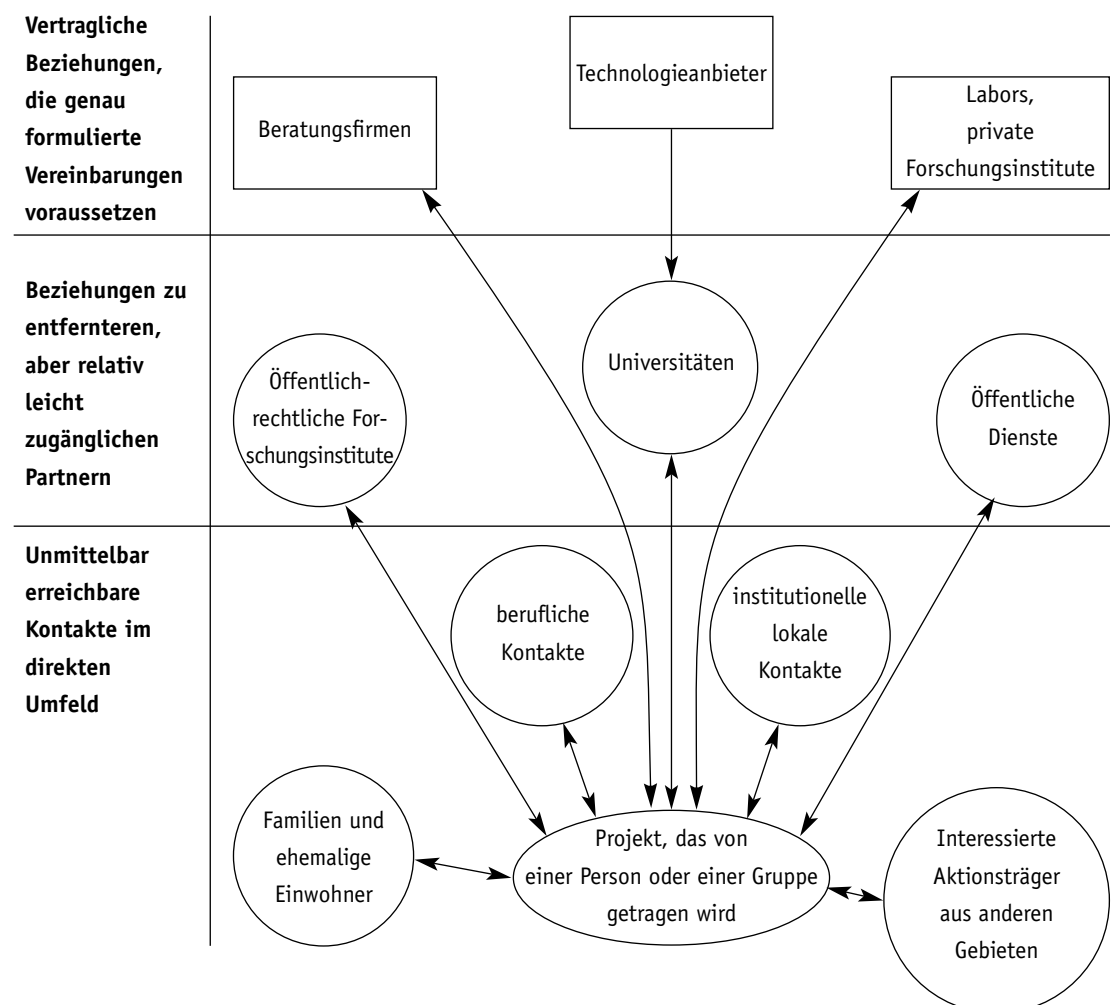 Vertragliche
Beziehungen,
die genau
formulierte
Vereinbarungen
voraussetzen
Beratungsfirmen
Technologieanbieter
Labors,
private
Forschungsinstitute
Beziehungen zu
entfernteren,
aber relativ
leicht
zugänglichen
Partnern
Öffentlich-
rechtliche For-
schungsinstitute
Universitäten
Öffentliche
Dienste
Unmittelbar
erreichbare
Kontakte im
direkten
Umfeld
berufliche
Kontakte
institutionelle
lokale
Kontakte
Familien und
ehemalige
Einwohner
Projekt, das von
einer Person oder einer Gruppe
getragen wird
Interessierte
Aktionsträger
aus anderen
Gebieten